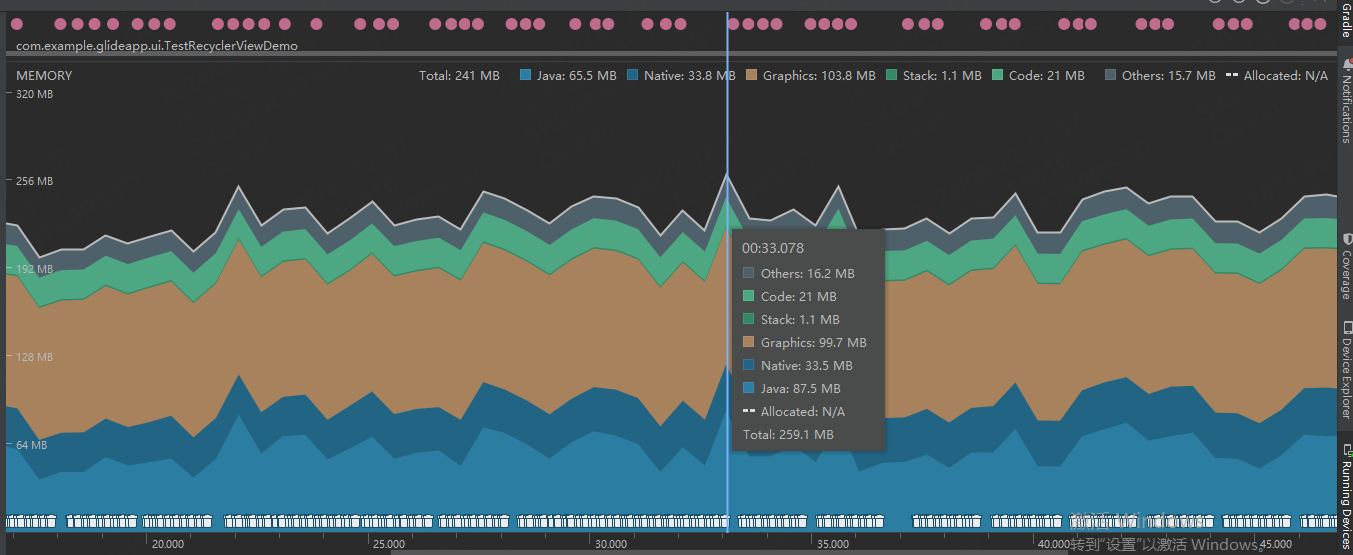 com.example.glideapp.ui.TestRecyclerViewDemo
MEMORY
Total: 241 MB Java: 65.5 MB Native: 33.8 MB Graphics: 103.8 MB Stack: 1.1 MB Code: 21 MB Others: 15.7 MB Allocated: N/A
320 MB
256 MB
192 MB
128 MB
64 MB
00:33.078
Others: 16.2 MB
Code: 21 MB
Stack: 1.1 MB
Graphics: 99.7 MB
Native: 33.5 MB
Java: 87.5 MB
Allocated: N/A
Total: 259.1 MB
20.000 25.000 30.000 35.000 40.000 45.000
激活 Windows
转到"设置"以激活 Windows。
Gradle
Notifications
Coverage
Device Explorer
Running Devices